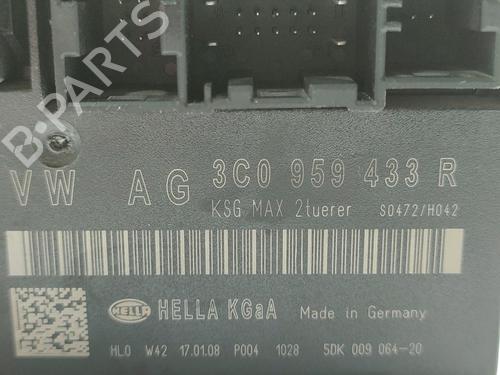 B-PARTS
VW AG 3C0 959 433 R
KSG MAX 2tuerer S0472/H042
HELLA HELLA KGaA Made in Germany
HLO W42 17.01.08 P004 1028 5DK 009 064-20